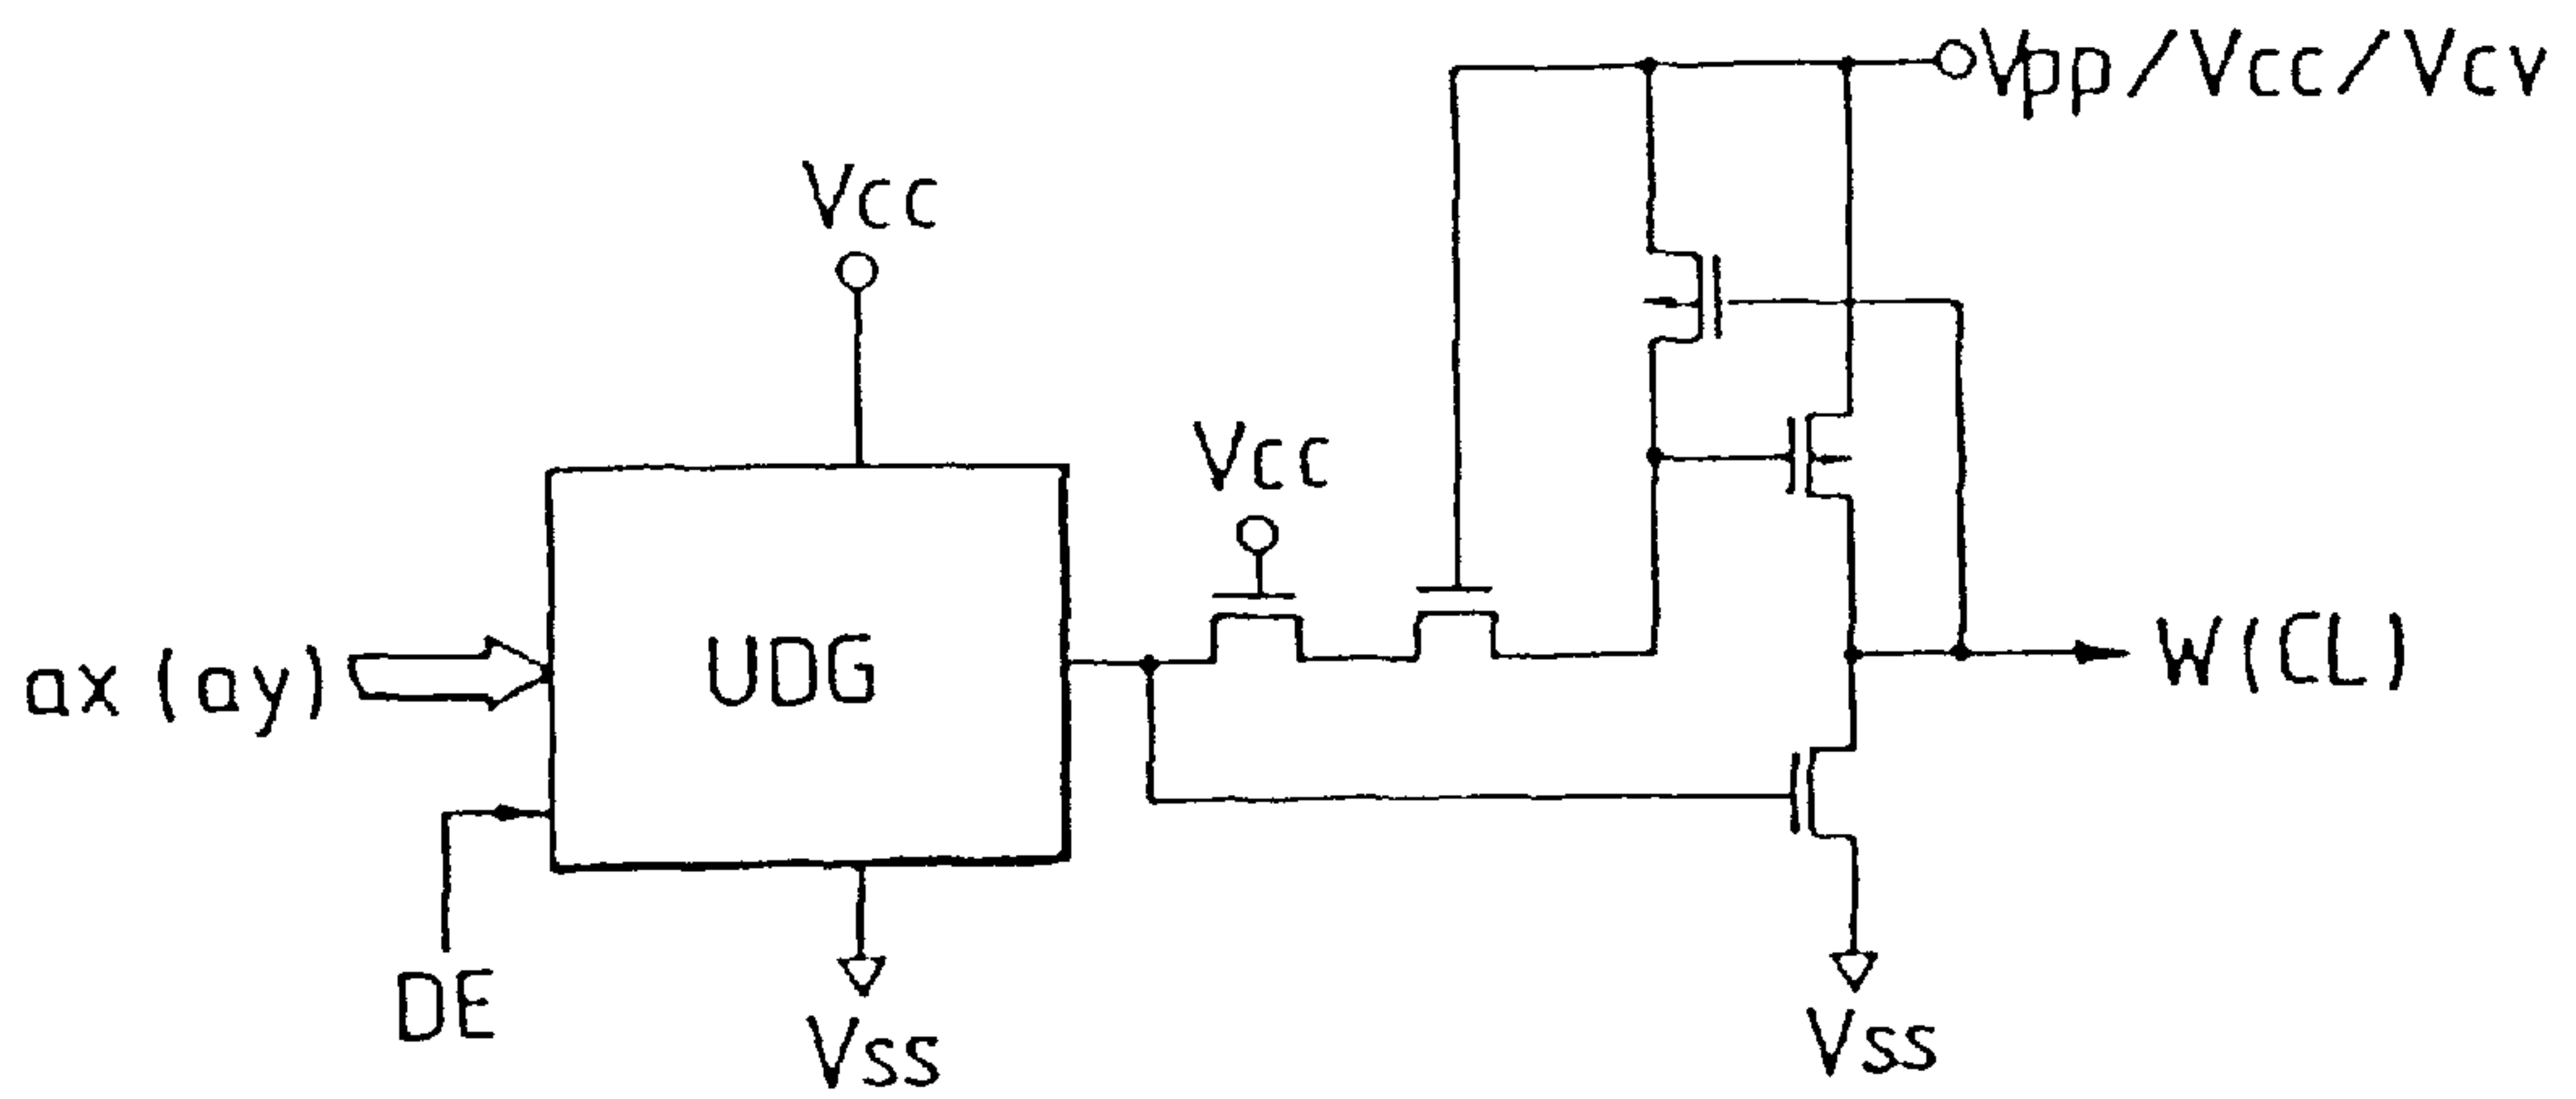 Vpp/Vcc/Vcv
Vcc
Vcc
ax(ay)
UDG
W(CL)
DE
Vss
Vss